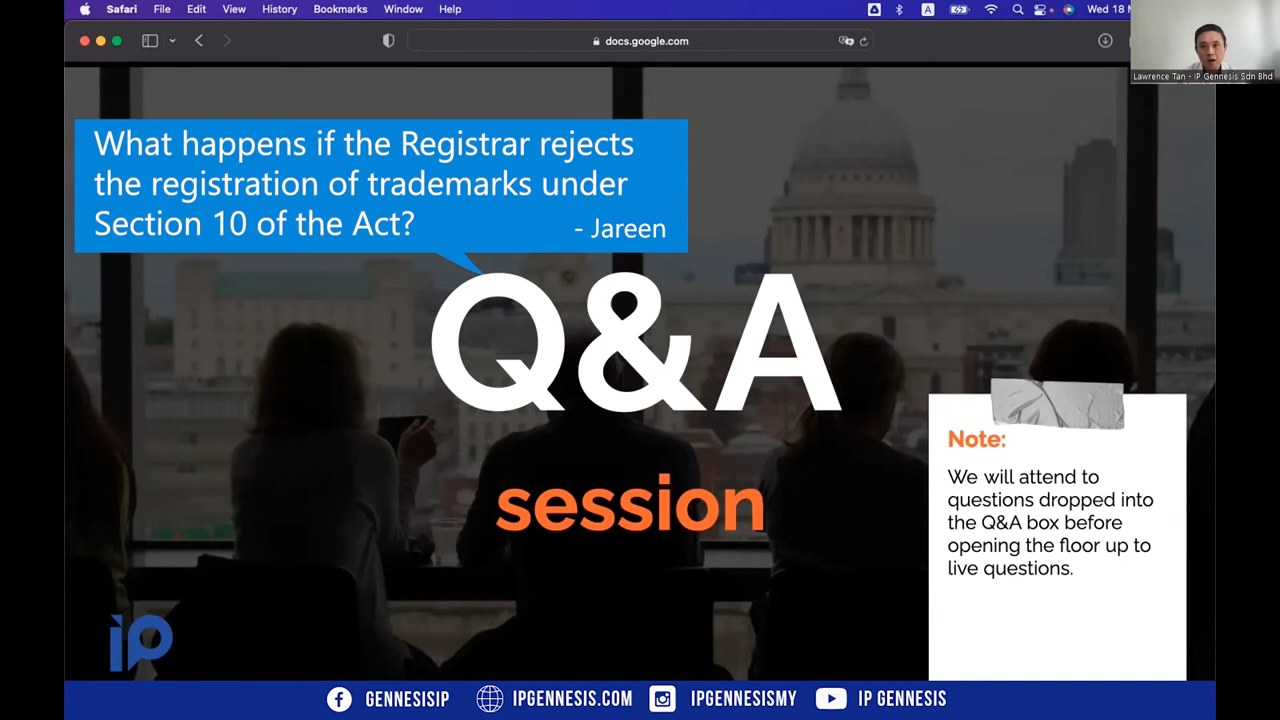 Safari File Edit View History Bookmarks Window Help
A
Wed 18
docs.google.com
Lawrence Tan - IP Gennesis Sdn Bhd
What happens if the Registrar rejects
the registration of trademarks under
Section 10 of the Act?
- Jareen
Q&A
session
Note:
We will attend to
questions dropped into
the Q&A box before
opening the floor up to
live questions.
ip
GENNESISIP
IPGENNESIS.COM
IPGENNESISMY
IP GENNESIS